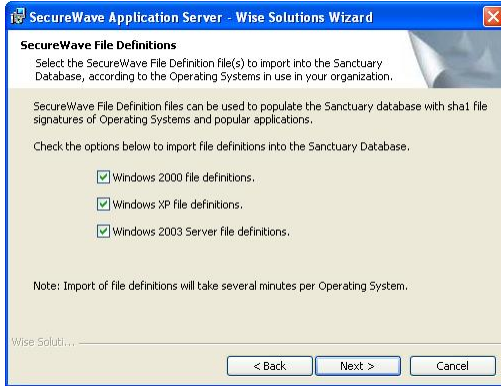 SecureWave Application Server - Wise Solutions Wizard
SecureWave File Definitions
Select the SecureWave File Definition file(s) to import into the Sanctuary
Database, according to the Operating Systems in use in your organization.
SecureWave File Definition files can be used to populate the Sanctuary database with sha1 file
signatures of Operating Systems and popular applications.
Check the options below to import file definitions into the Sanctuary Database.
Windows 2000 file definitions.
Windows XP file definitions.
Windows 2003 Server file definitions.
Note: Import of file definitions will take several minutes per Operating System.
Wise Soluti...
< Back
Next >
Cancel